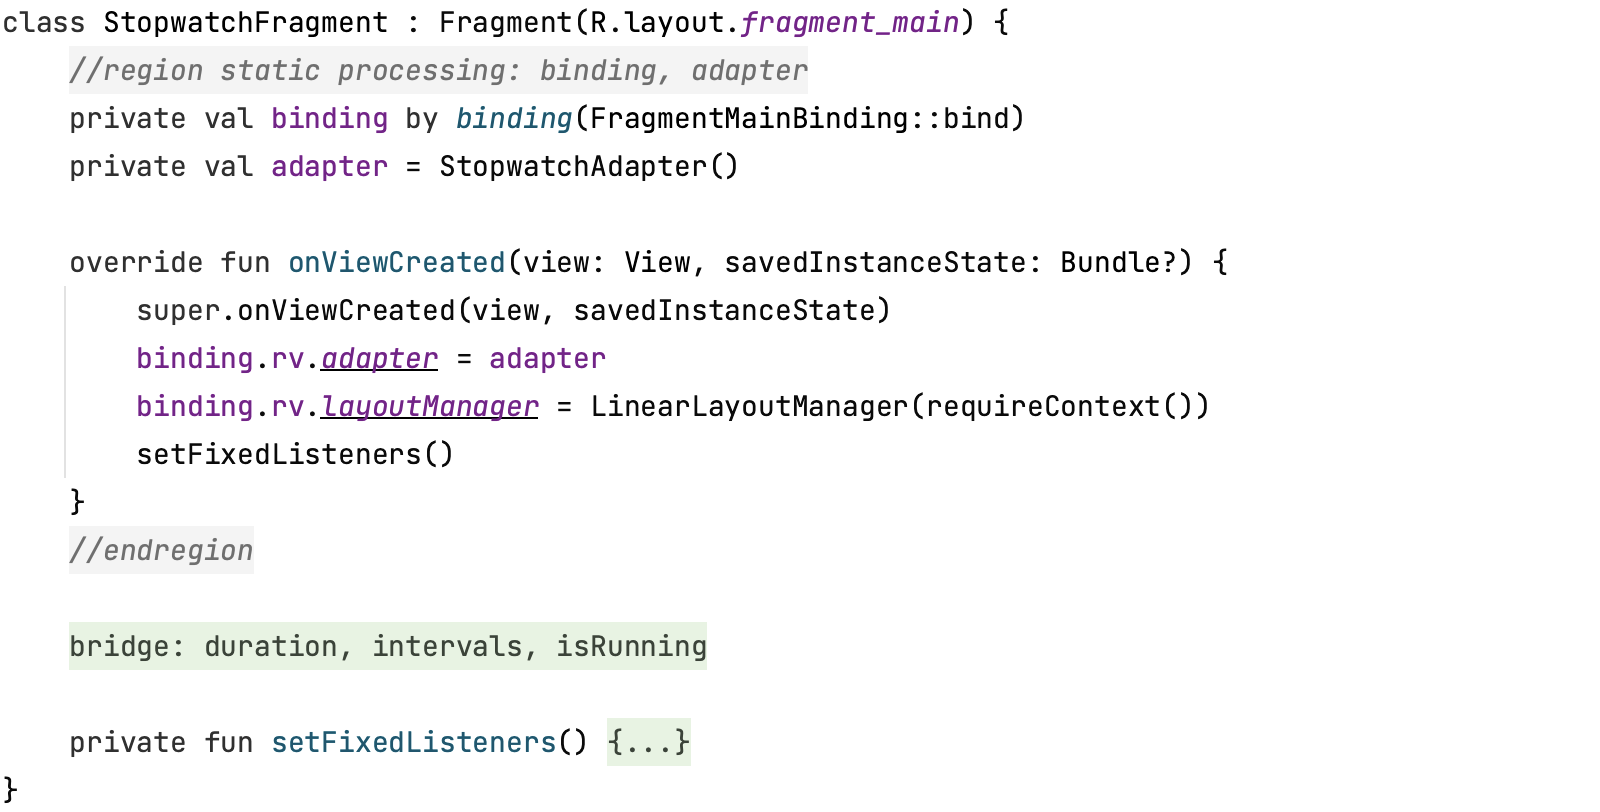 class StopwatchFragment : Fragment(R.layout.fragment_main) {
//region static processing: binding, adapter
private val binding by binding(FragmentMainBinding::bind)
private val adapter = StopwatchAdapter()
override fun onViewCreated(view: View, savedInstanceState: Bundle?) {
super.onViewCreated(view, savedInstanceState)
binding.rv.adapter = adapter
binding.rv.layoutManager = LinearLayoutManager(requireContext())
setFixedListeners()
}
//endregion
bridge: duration, intervals, isRunning
private fun setFixedListeners() {...}
}